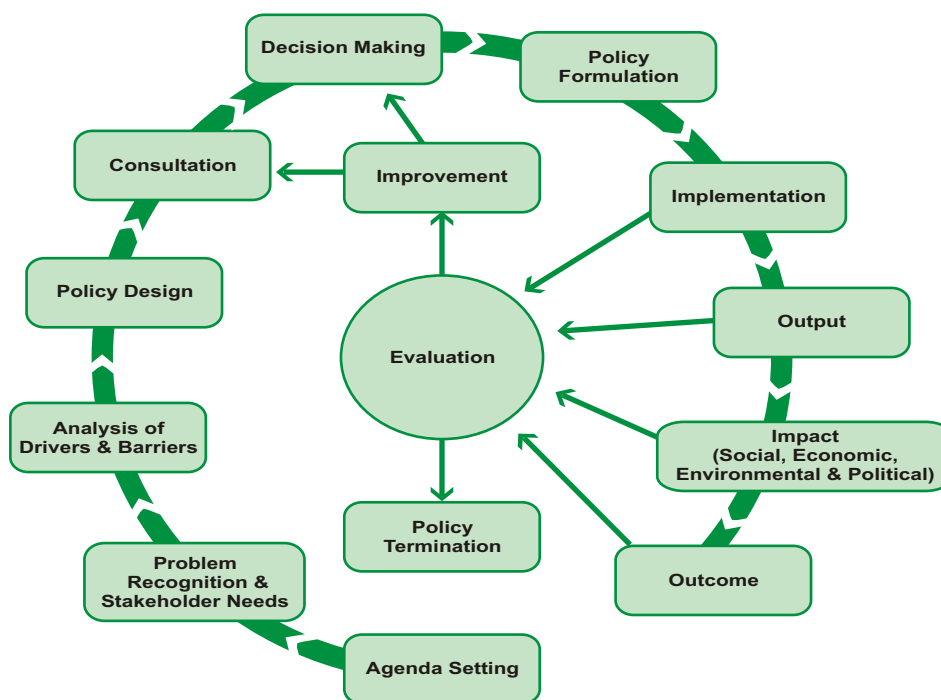 Decision Making
Policy
Formulation
Consultation
Improvement
Implementation
Policy Design
Output
Evaluation
Analysis of
Drivers & Barriers
Impact
(Social, Economic,
Environmental & Political)
Policy
Termination
Problem
Recognition &
Stakeholder Needs
Outcome
Agenda Setting